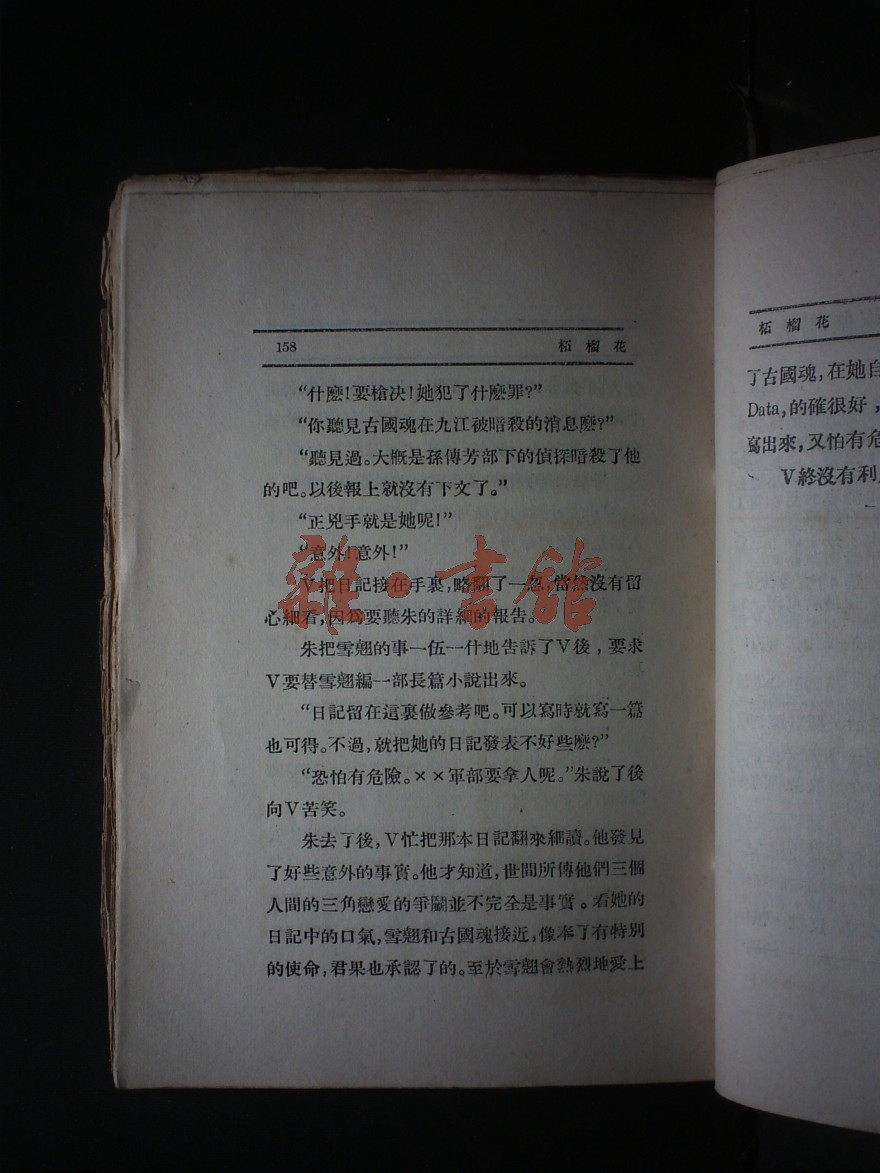 158
柘榴花
“什麽!要槍决!她犯了什麽罪?”
“你聽見古國魂在九江被暗殺的消息麽?”
“聽見過。大槪是孫傳芳部下的偵探暗殺了他
的吧。以後報上就沒有下文了。”
“正兇手就是她呢!”
“意外!意外!”
V把日記接在手裏,略翻了一忽,當然沒有留
心細看,因爲要聽朱的詳細的報告。
朱把雪翹的事一伍一什地告訴了V後,要求
V要替雪翹編一部長篇小說出來。
“日記留在這裏做參考吧。可以寫時就寫一篇
也可得。不過,就把她的日記發表不好些麽?”
“恐怕有危險。××軍部要拿人呢。”朱說了後
向V苦笑。
朱去了後,V忙把那本日記翻來細讀。他發見
了好些意外的事實。他才知道,世間所傳他們三個
人間的三角戀愛的爭鬭並不完全是事實。看她的
日記中的口氣,雪翹和古國魂接近,像奉了有特別
的使命,君果也承認了的。至於雪翹會熱烈地愛上
雜·書館
柘榴花
了古國魂,在她自
Data,的確很好,
寫出來,又怕有危
V終沒有利